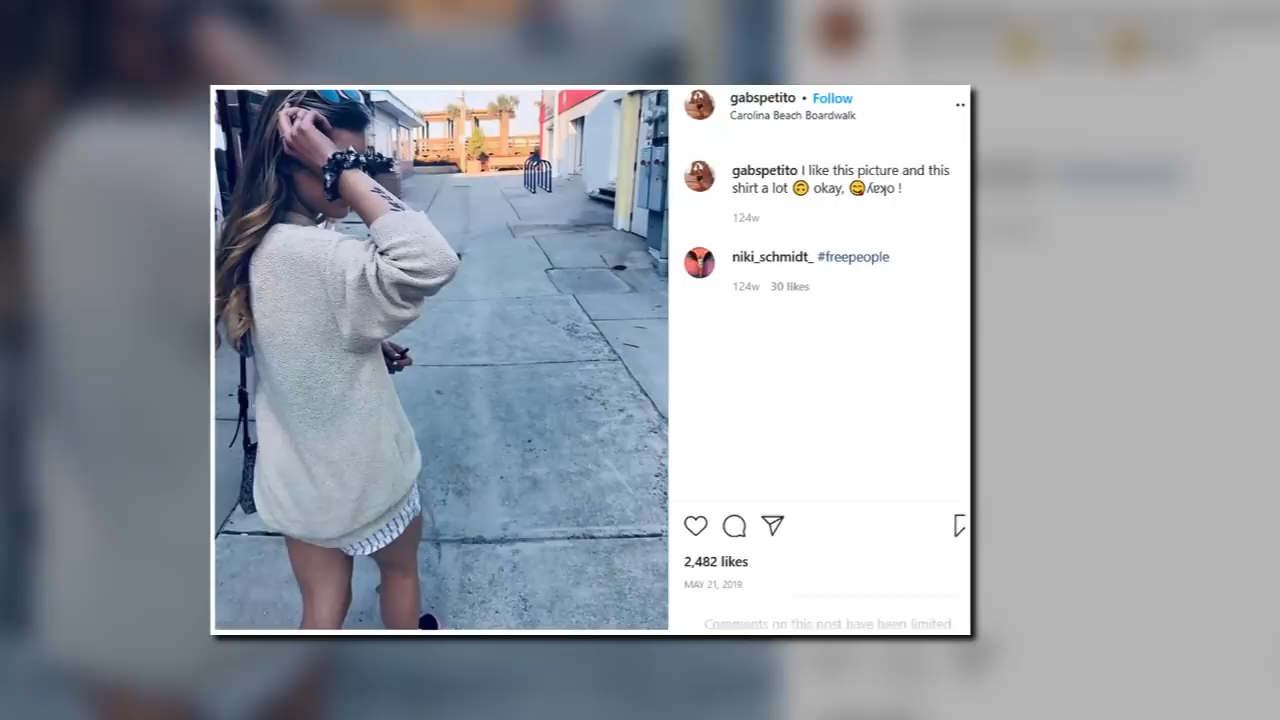 gabspetito • Follow
Carolina Beach Boardwalk
gabspetito I like this picture and this
shirt a lot 🙃 okay, 😋ʎɐʞo !
124w
niki_schmidt_ #freepeople
124w 30 likes
2,482 likes
MAY 21, 2019
Comments on this post have been limited